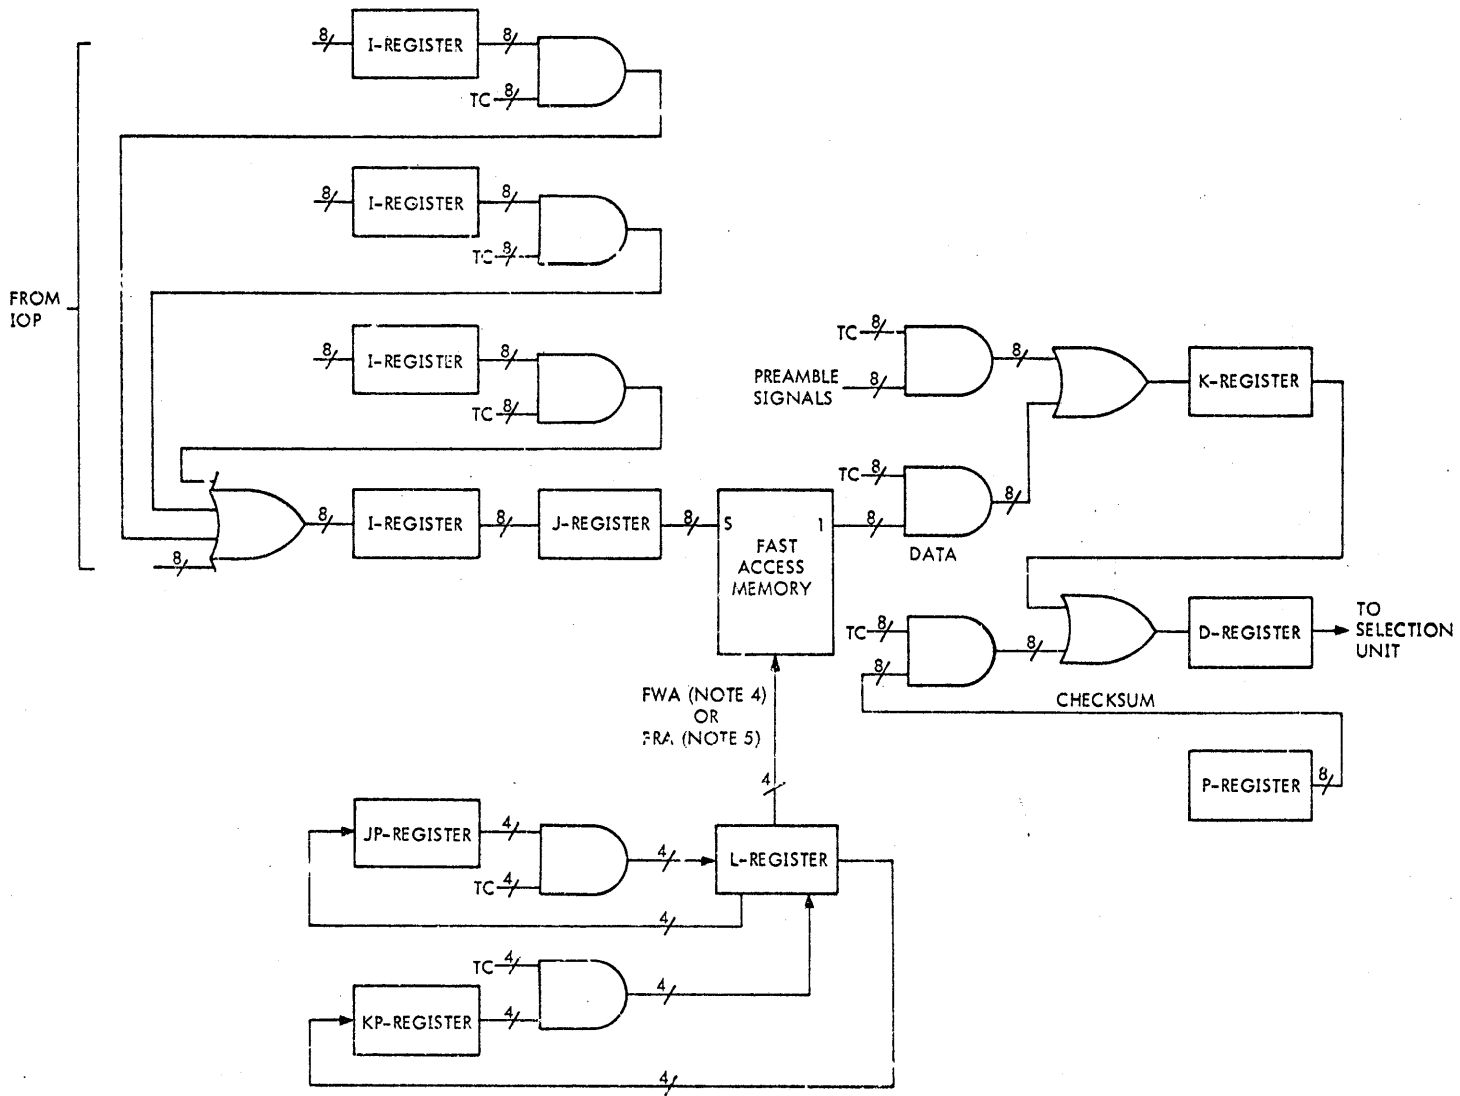 8
I-REGISTER
8
TC
8
8
I-REGISTER
8
TC
8
FROM
IOP
8
I-REGISTER
8
TC
8
8
8
I-REGISTER
8
J-REGISTER
8
S
1
FAST
ACCESS
MEMORY
8
TC
8
PREAMBLE
SIGNALS
8
8
K-REGISTER
TC
8
8
DATA
TC
8
8
8
D-REGISTER
TO
SELECTION
UNIT
CHECKSUM
P-REGISTER
8
FWA (NOTE 4)
OR
FRA (NOTE 5)
4
JP-REGISTER
4
TC
4
4
L-REGISTER
4
TC
4
KP-REGISTER
4
4
4